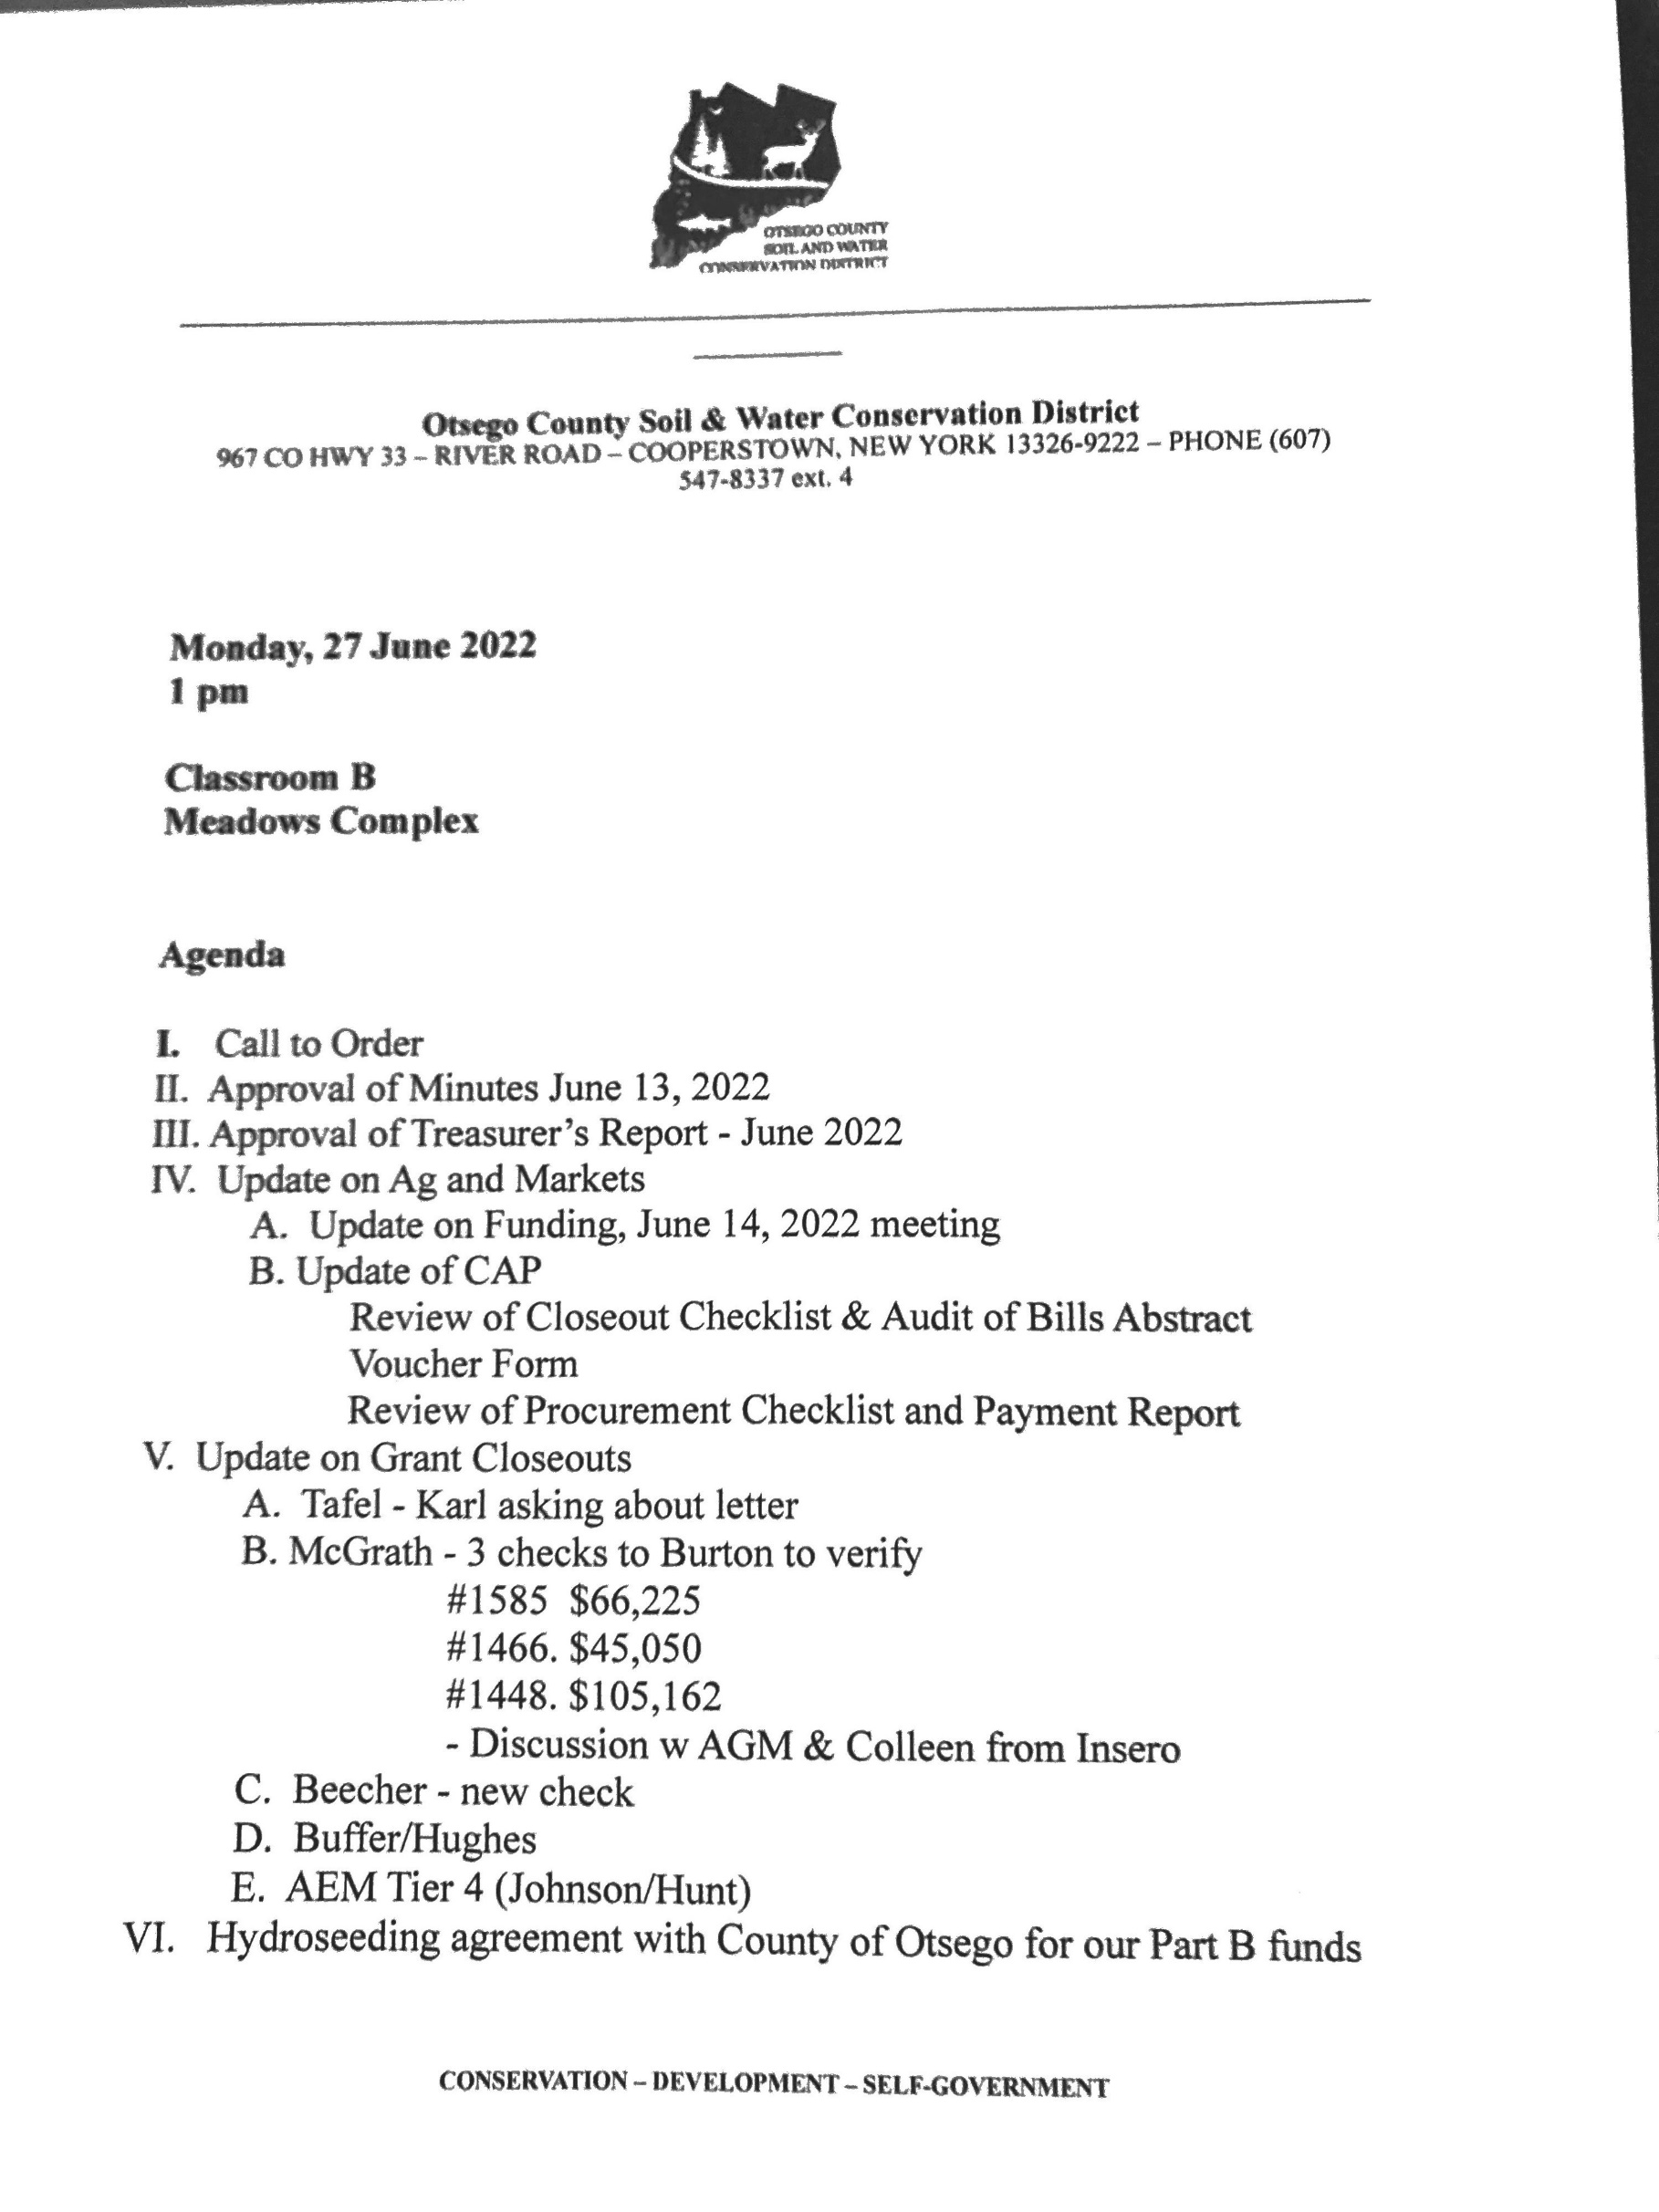 OTSEGO COUNTY
SOIL AND WATER
CONSERVATION DISTRICT
Otsego County Soil & Water Conservation District
967 CO HWY 33 – RIVER ROAD – COOPERSTOWN, NEW YORK 13326-9222 – PHONE (607)
547-8337 ext. 4
Monday, 27 June 2022
1 pm
Classroom B
Meadows Complex
Agenda
I. Call to Order
II. Approval of Minutes June 13, 2022
III. Approval of Treasurer's Report - June 2022
IV. Update on Ag and Markets
A. Update on Funding, June 14, 2022 meeting
B. Update of CAP
Review of Closeout Checklist & Audit of Bills Abstract
Voucher Form
Review of Procurement Checklist and Payment Report
V. Update on Grant Closeouts
A. Tafel - Karl asking about letter
B. McGrath - 3 checks to Burton to verify
#1585 $66,225
#1466. $45,050
#1448. $105,162
- Discussion w AGM & Colleen from Insero
C. Beecher - new check
D. Buffer/Hughes
E. AEM Tier 4 (Johnson/Hunt)
VI. Hydroseeding agreement with County of Otsego for our Part B funds
CONSERVATION – DEVELOPMENT – SELF-GOVERNMENT